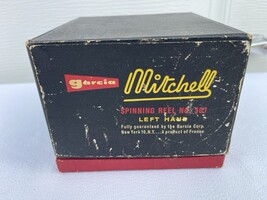 garcia
Mitchell
SPINNING REEL NO. 302
LEFT HAND
Fully guaranteed by the Garcia Corp.
New York 10, N.Y. . . a product of France